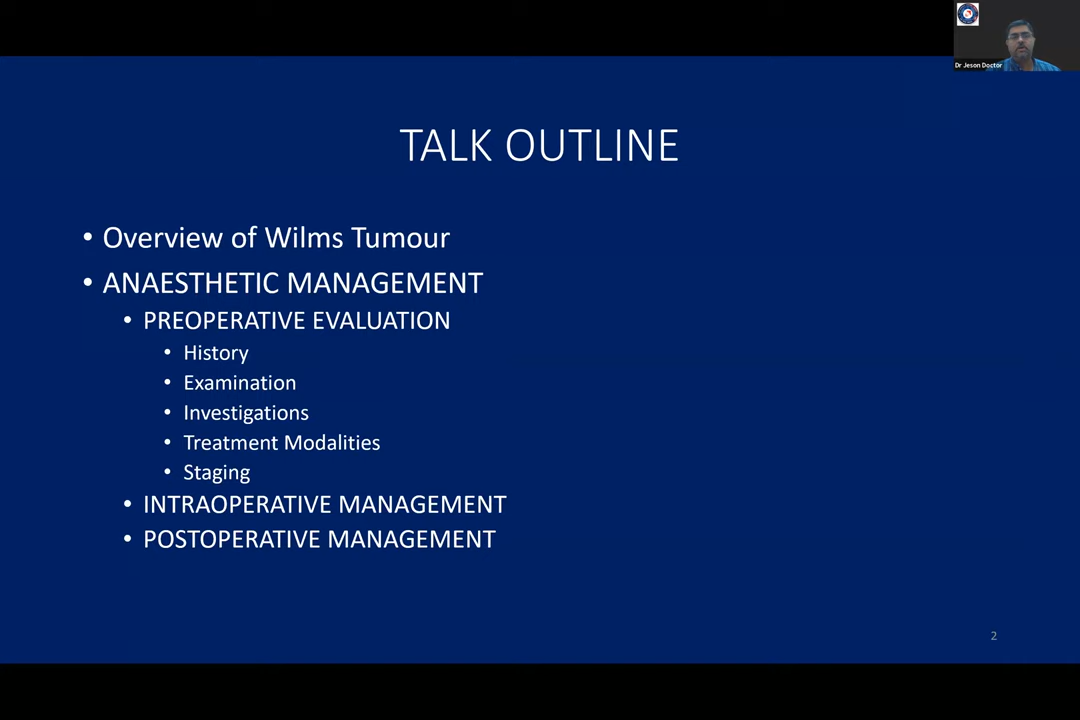 Dr Jeson Doctor
TALK OUTLINE
• Overview of Wilms Tumour
• ANAESTHETIC MANAGEMENT
• PREOPERATIVE EVALUATION
• History
• Examination
• Investigations
• Treatment Modalities
• Staging
• INTRAOPERATIVE MANAGEMENT
• POSTOPERATIVE MANAGEMENT
2